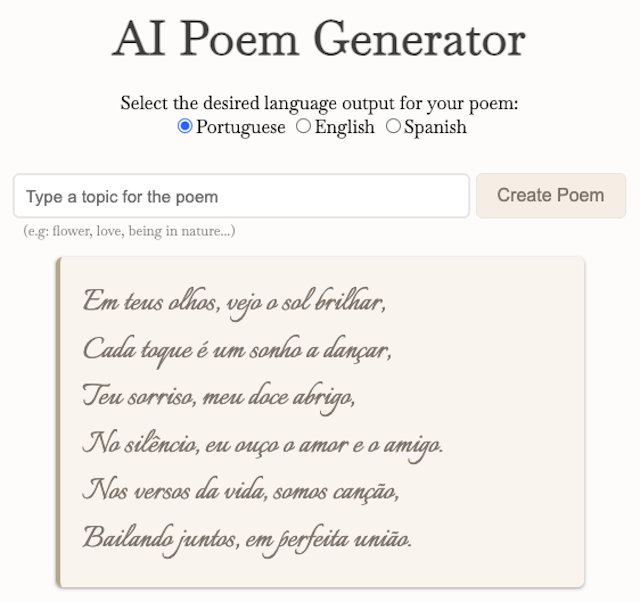 AI Poem Generator
Select the desired language output for your poem:
Portuguese English Spanish
Type a topic for the poem Create Poem
(e.g: flower, love, being in nature...)
Em teus olhos, vejo o sol brilhar,
Cada toque é um sonho a dançar,
Teu sorriso, meu doce abrigo,
No silêncio, eu ouço o amor e o amigo.
Nos versos da vida, somos canção,
Bailando juntos, em perfeita união.